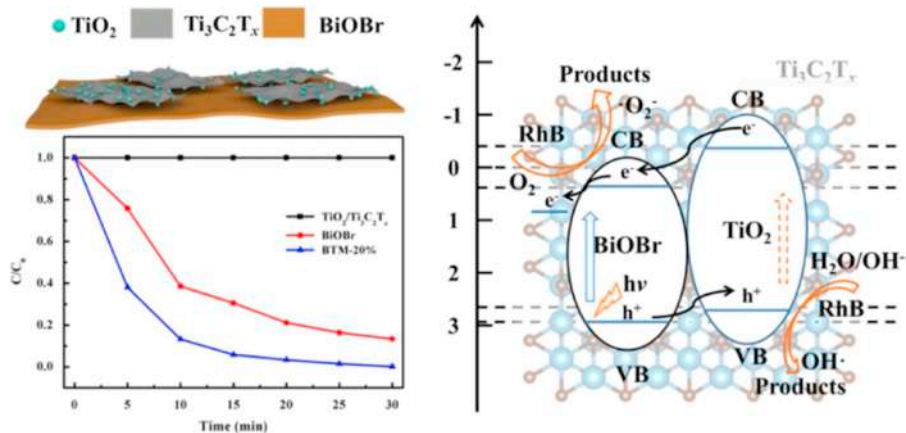 TiO2 Ti3C2Tx BiOBr
C/C0
1.0
0.8
0.6
0.4
0.2
0.0
TiO2/Ti3C2Tx
BiOBr
BTM-20%
0 5 10 15 20 25 30
Time (min)
-2
-1
0
1
2
3
Ti3C2Tx
Products
·O2-
RhB
CB
CB
e-
e-
O2
e-
BiOBr
TiO2
hν
h+
h+
H2O/OH-
RhB
VB
VB
OH·
Products